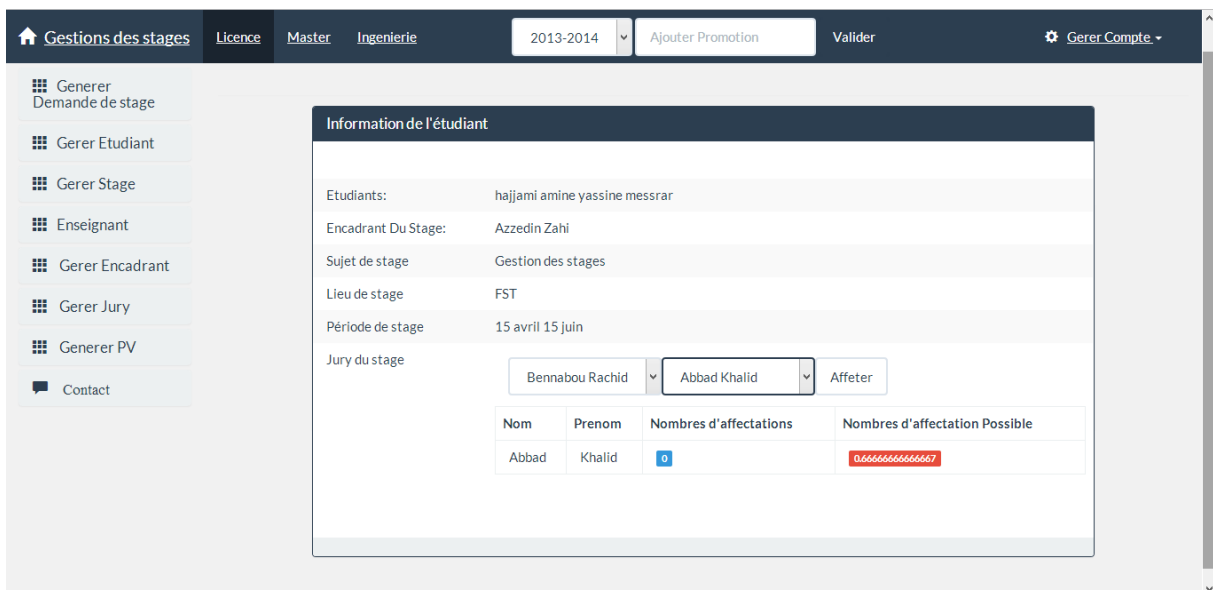 Gestions des stages Licence Master Ingenierie 2013-2014 Ajouter Promotion Valider Gerer Compte
Generer
Demande de stage
Gerer Etudiant
Gerer Stage
Enseignant
Gerer Encadrant
Gerer Jury
Generer PV
Contact
Information de l'étudiant
Etudiants: hajjami amine yassine messrar
Encadrant Du Stage: Azzedin Zahi
Sujet de stage Gestion des stages
Lieu de stage FST
Période de stage 15 avril 15 juin
Jury du stage Bennabou Rachid Abbad Khalid Affeter
Nom Prenom Nombres d'affectations Nombres d'affectation Possible
Abbad Khalid 0 0.66666666666667